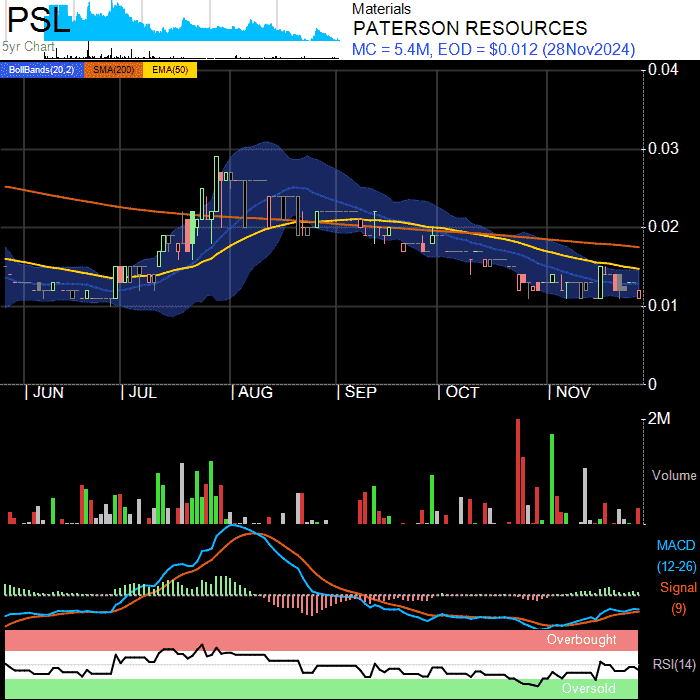 PSL
5yr Chart
Materials
PATERSON RESOURCES
MC = 5.4M, EOD = $0.012 (28Nov2024)
BollBands(20,2) SMA(200) EMA(50)
0.04
0.03
0.02
0.01
0
JUN JUL AUG SEP OCT NOV
2M
Volume
MACD
(12-26)
Signal
(9)
Overbought
RSI(14)
Oversold